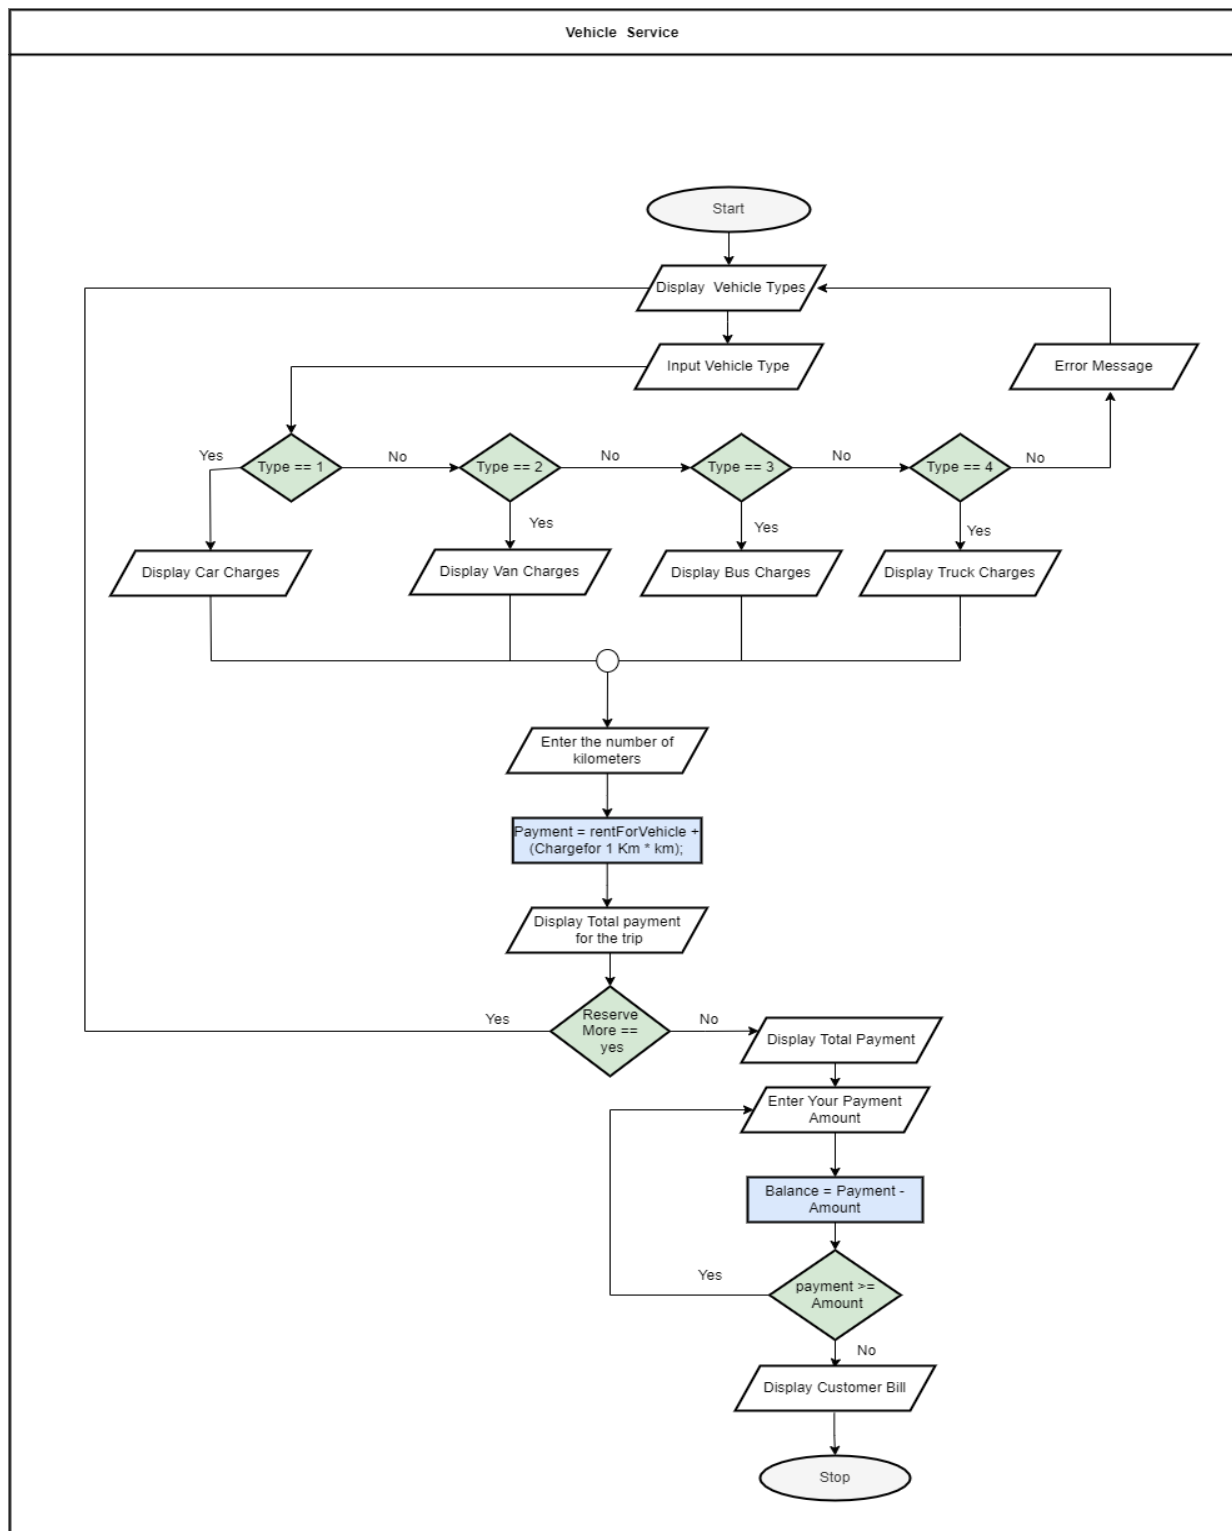 Vehicle Service
Start
Display Vehicle Types
Input Vehicle Type
Error Message
Yes
Type == 1
No
Type == 2
No
Type == 3
No
Type == 4
No
Yes
Yes
Yes
Display Car Charges
Display Van Charges
Display Bus Charges
Display Truck Charges
Enter the number of
kilometers
Payment = rentForVehicle +
(Chargefor 1 Km * km);
Display Total payment
for the trip
Yes
Reserve
More ==
yes
No
Display Total Payment
Enter Your Payment
Amount
Balance = Payment -
Amount
Yes
payment >=
Amount
No
Display Customer Bill
Stop